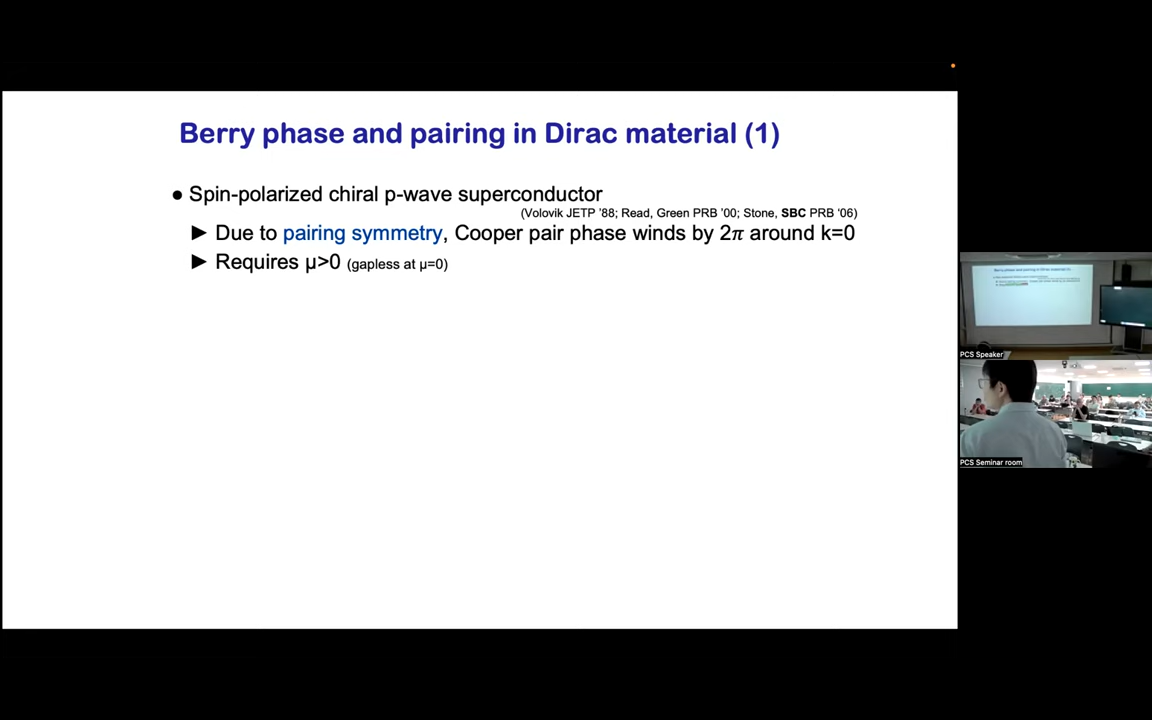 Berry phase and pairing in Dirac material (1)
● Spin-polarized chiral p-wave superconductor
(Volovik JETP '88; Read, Green PRB '00; Stone, SBC PRB '06)
► Due to pairing symmetry, Cooper pair phase winds by 2π around k=0
► Requires μ>0 (gapless at μ=0)
PCS Speaker
PCS Seminar room